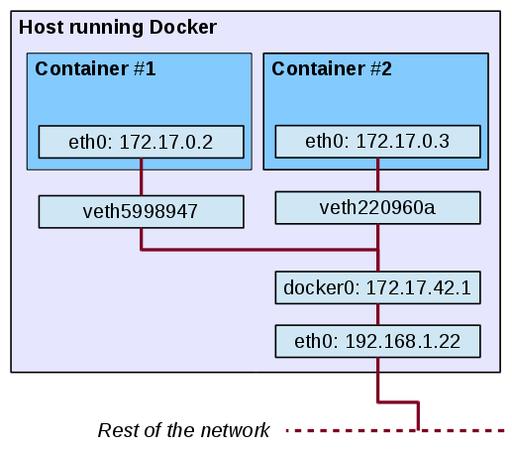 Host running Docker
Container #1
Container #2
eth0: 172.17.0.2
eth0: 172.17.0.3
veth5998947
veth220960a
docker0: 172.17.42.1
eth0: 192.168.1.22
Rest of the network